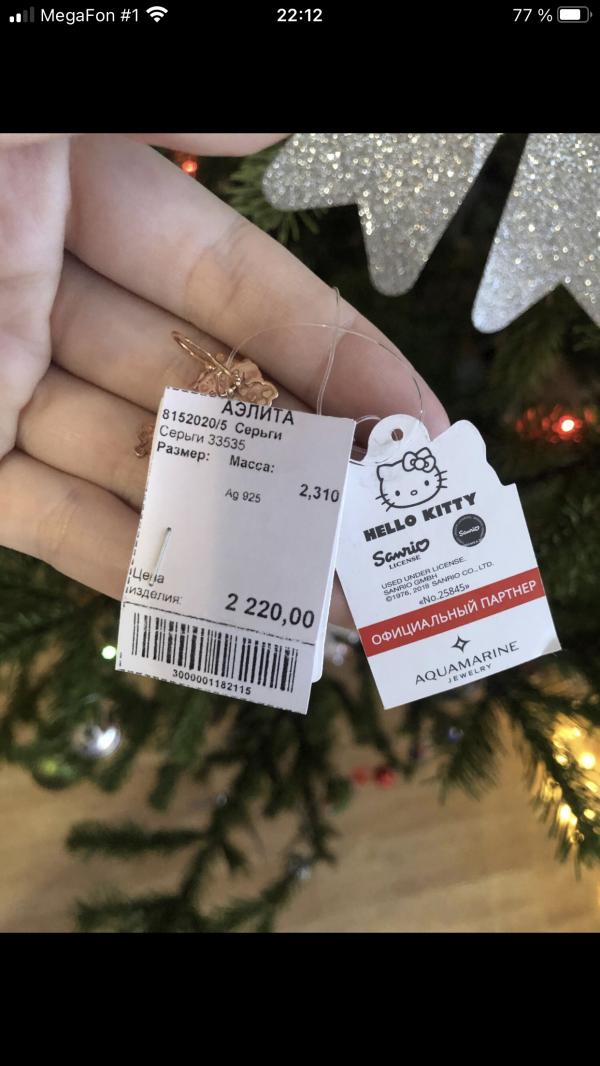 MegaFon #1
22:12
77 %
АЭЛИТА
8152020/5 Серьги
Серьги 33535
Размер: Масса:
Ag 925 2,310
Цена
изделия: 2 220,00
3000001182115
HELLO KITTY
Sanrio
LICENSE
Sanrio
USED UNDER LICENSE.
SANRIO GMBH.
©1976, 2018 SANRIO CO., LTD.
«No.25845»
ОФИЦИАЛЬНЫЙ ПАРТНЕР
AQUAMARINE
JEWELRY